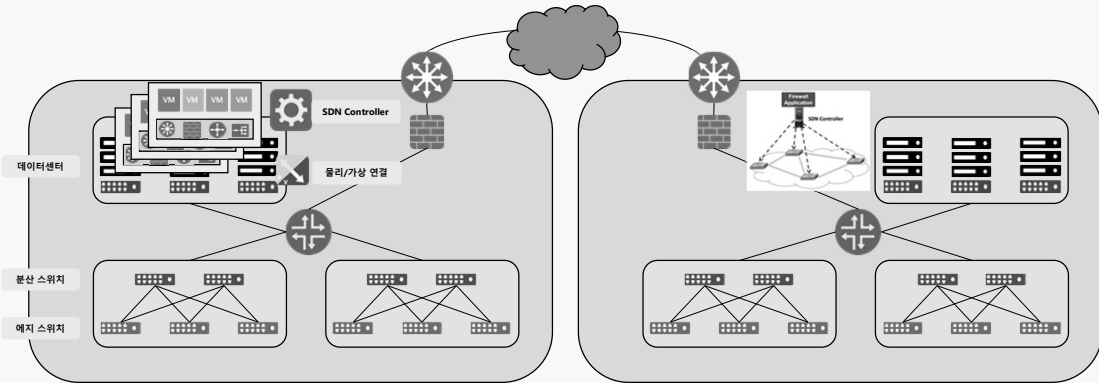 VM VM VM VM
SDN Controller
데이터센터
물리/가상 연결
Firewall
Application
SDN Controller
분산 스위치
에지 스위치